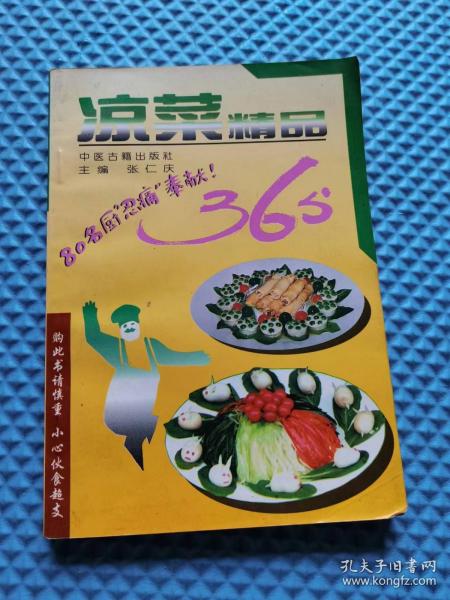 凉菜精品
中医古籍出版社
主编 张仁庆
80名厨“忍痛”奉献!
365
购此书请慎重 小心伙食超支
孔夫子旧书网
www.kongfz.com